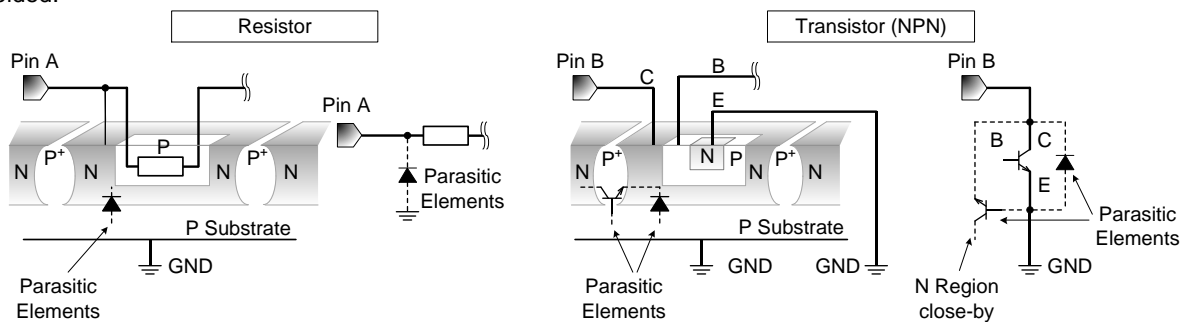 Resistor
Transistor (NPN)
Pin A
Pin A
P
N P+ N N P+ N
Parasitic
Elements
P Substrate
GND
Parasitic
Elements
Pin B
C
B
E
N P+ N N P P+ N N
P Substrate
GND
GND
Parasitic
Elements
Pin B
B
C
E
Parasitic
Elements
GND
N Region
close-by